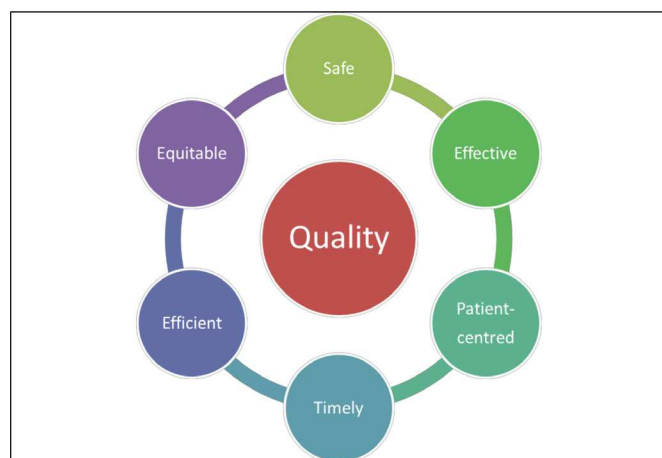 Safe
Equitable
Effective
Quality
Efficient
Patient-
centred
Timely